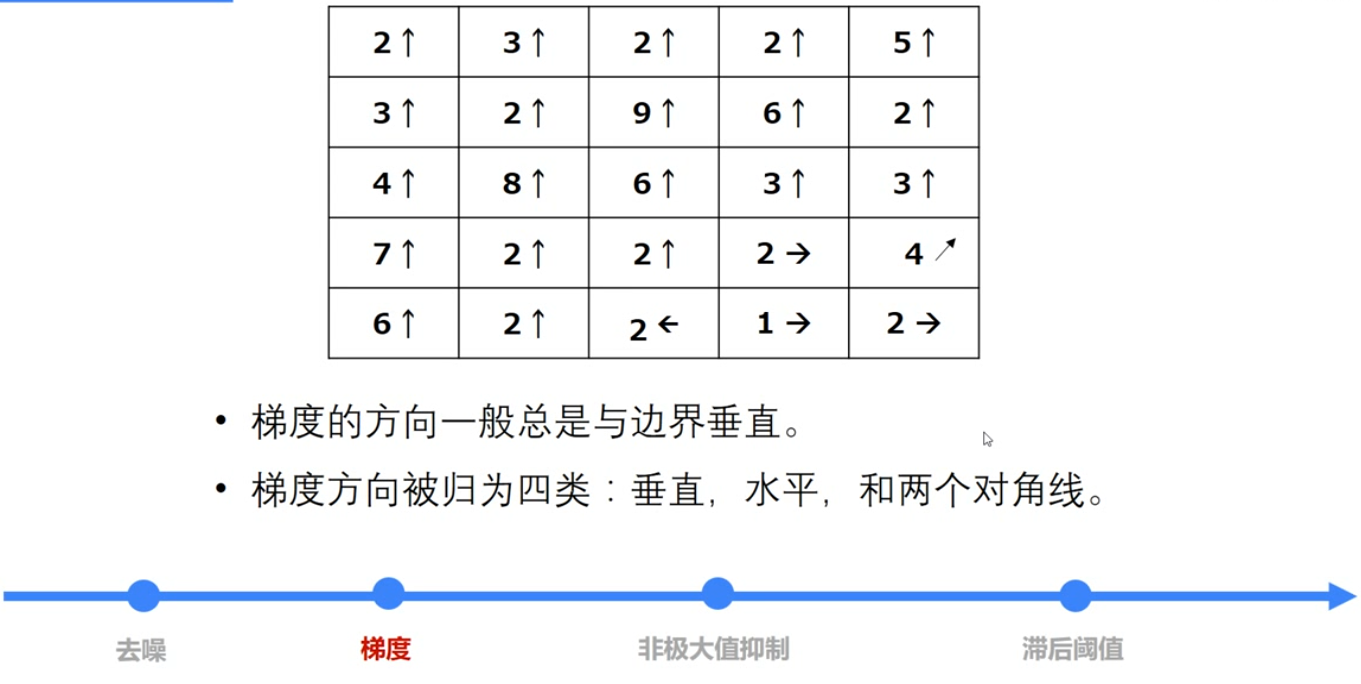 2↑ 3↑ 2↑ 2↑ 5↑
3↑ 2↑ 9↑ 6↑ 2↑
4↑ 8↑ 6↑ 3↑ 3↑
7↑ 2↑ 2↑ 2→ 4↗
6↑ 2↑ 2← 1→ 2→
• 梯度的方向一般总是与边界垂直。
• 梯度方向被归为四类：垂直，水平，和两个对角线。
去噪 梯度 非极大值抑制 滞后阈值